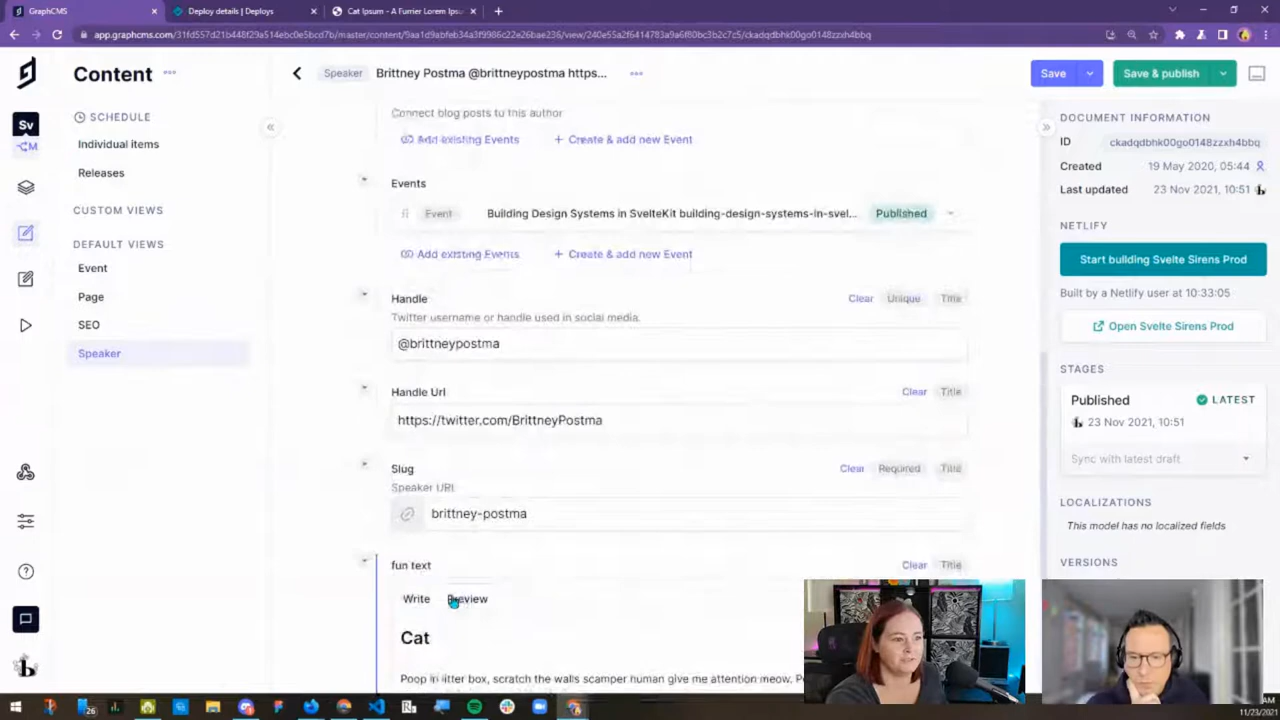 GraphCMS
Deploy details | Deploys
Cat Ipsum - A Furrier Lorem Ipsu
app.graphcms.com/31fd557d21b448f29a514ebc0e5bcd7b/master/content/9aa1d9abfeb34a3f9986c22e26bae236/view/240e55a2f6414783a6a9a6f80bc3b2c7c5/ckadqdbhk00go0148zzxh4bbq
Content
Speaker
Brittney Postma @brittneypostma https...
Save
Save & publish
Sv
M
SCHEDULE
Individual items
Releases
CUSTOM VIEWS
DEFAULT VIEWS
Event
Page
SEO
Speaker
Connect blog posts to this author
Add existing Events
+ Create & add new Event
Events
Event
Building Design Systems in SvelteKit building-design-systems-in-svel...
Published
Add existing Events
+ Create & add new Event
Handle
Clear
Unique
Title
Twitter username or handle used in social media.
@brittneypostma
Handle Url
Clear
Title
https://twitter.com/BrittneyPostma
Slug
Clear
Required
Title
Speaker URL
brittney-postma
fun text
Clear
Title
Write
Preview
Cat
Poop in litter box, scratch the walls scamper human give me attention meow.
DOCUMENT INFORMATION
ID
ckadqdbhk00go0148zzxh4bbq
Created
19 May 2020, 05:44
Last updated
23 Nov 2021, 10:51
NETLIFY
Start building Svelte Sirens Prod
Built by a Netlify user at 10:33:05
Open Svelte Sirens Prod
STAGES
Published
LATEST
23 Nov 2021, 10:51
Sync with latest draft
LOCALIZATIONS
This model has no localized fields
VERSIONS
26
AM
11/23/2021